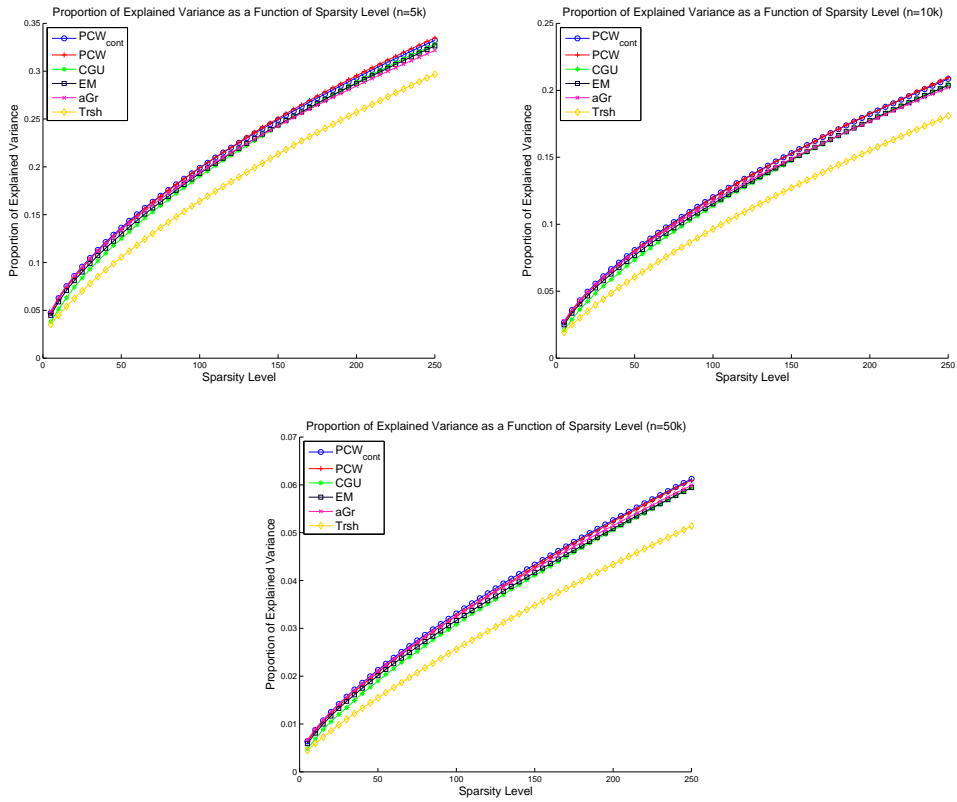 Proportion of Explained Variance as a Function of Sparsity Level (n=5k)
Proportion of Explained Variance
0.35
0.3
0.25
0.2
0.15
0.1
0.05
0
PCW_cont
PCW
CGU
EM
aGr
Trsh
0 50 100 150 200 250
Sparsity Level
Proportion of Explained Variance as a Function of Sparsity Level (n=10k)
Proportion of Explained Variance
0.25
0.2
0.15
0.1
0.05
0
PCW_cont
PCW
CGU
EM
aGr
Trsh
0 50 100 150 200 250
Sparsity Level
Proportion of Explained Variance as a Function of Sparsity Level (n=50k)
Proportion of Explained Variance
0.07
0.06
0.05
0.04
0.03
0.02
0.01
0
PCW_cont
PCW
CGU
EM
aGr
Trsh
0 50 100 150 200 250
Sparsity Level